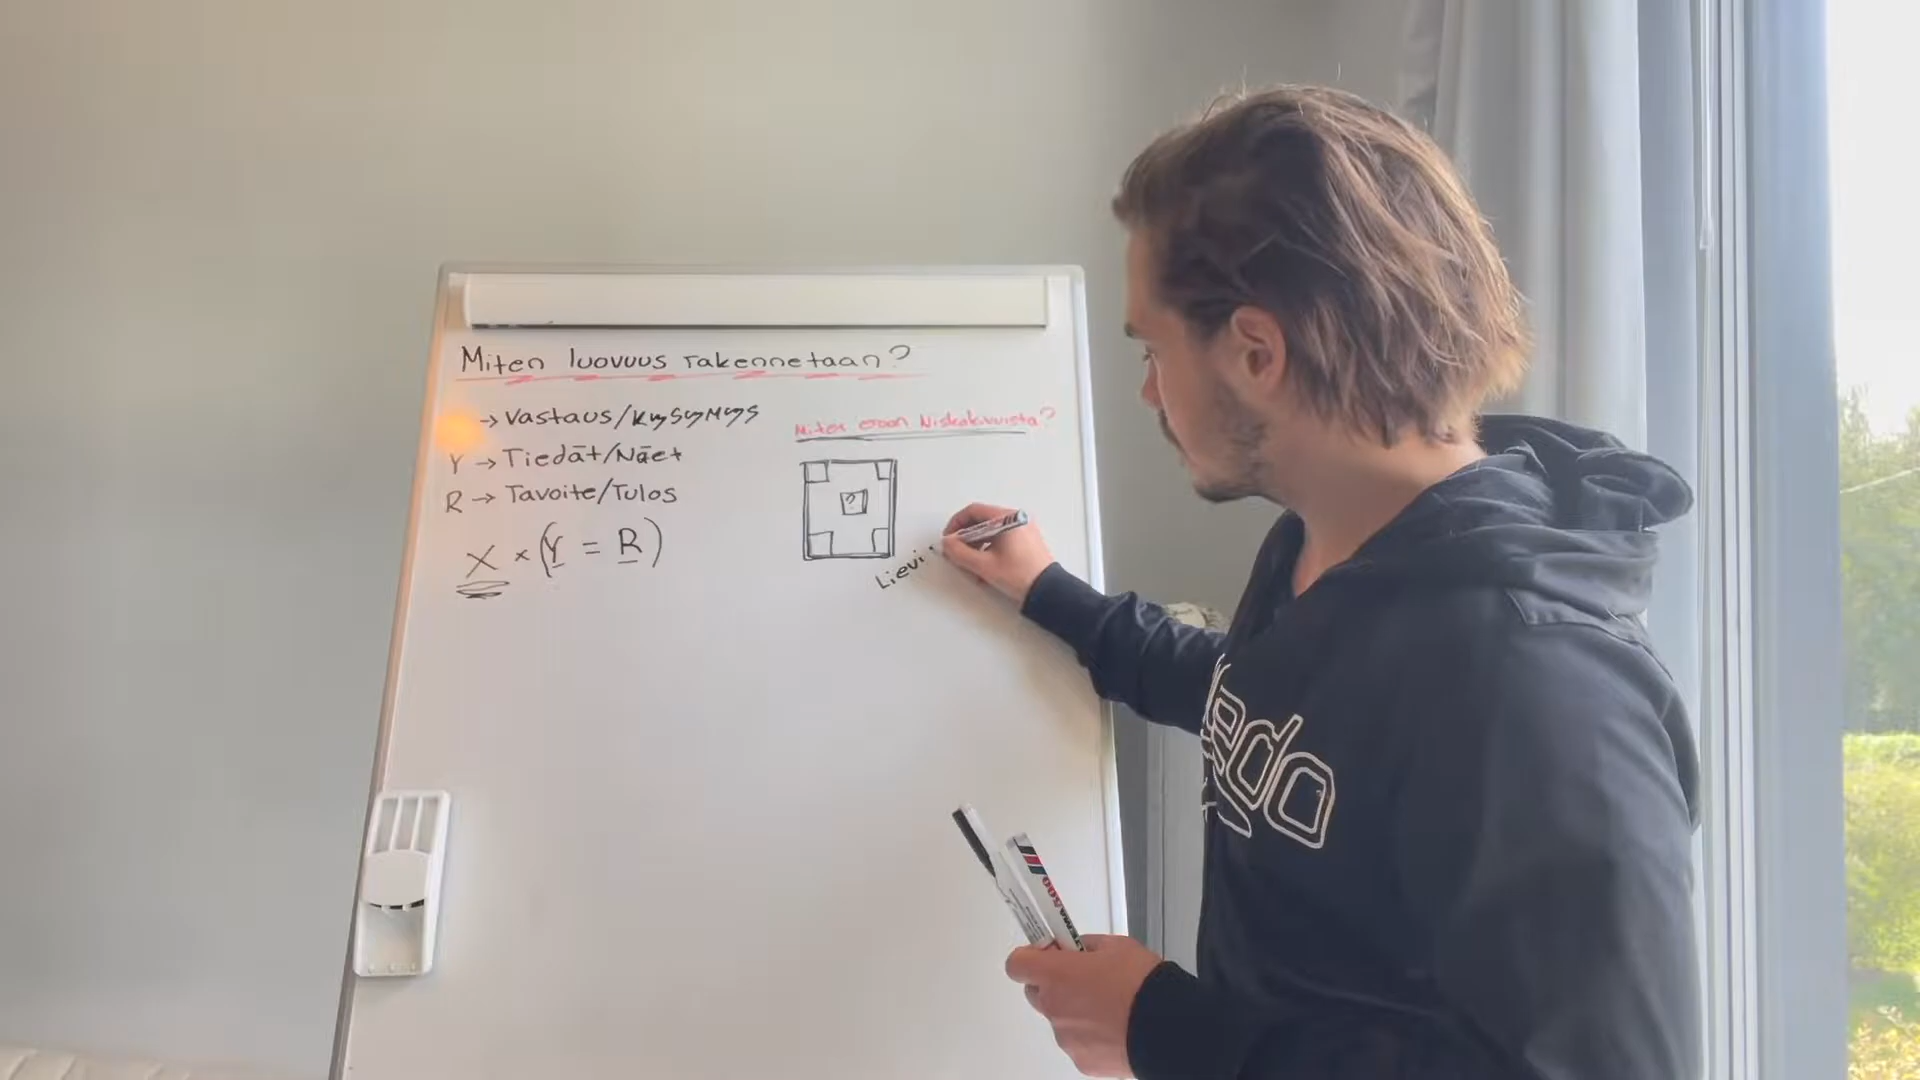 Miten luovuus rakennetaan?
→ Vastaus/Kysymys
Y → Tiedät/Näet
R → Tavoite/Tulos
X × (Y = R)
Miten eroon Niskakivuista?
?
Lievi